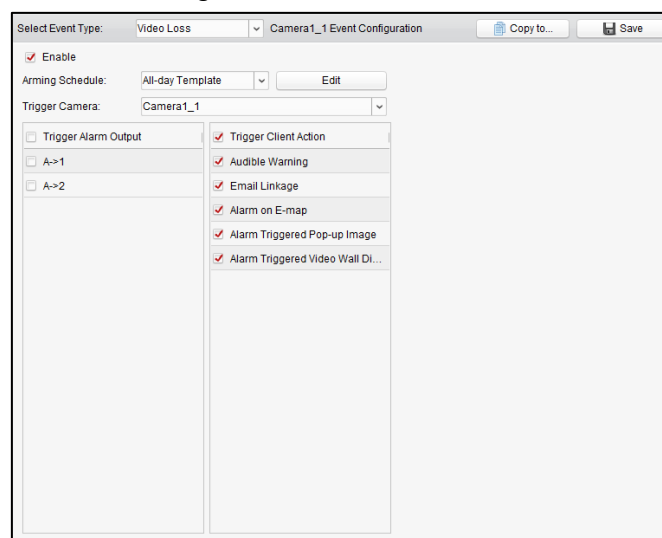 Select Event Type: Video Loss Camera1_1 Event Configuration Copy to... Save
Enable
Arming Schedule: All-day Template Edit
Trigger Camera: Camera1_1
Trigger Alarm Output Trigger Client Action
A->1 Audible Warning
A->2 Email Linkage
Alarm on E-map
Alarm Triggered Pop-up Image
Alarm Triggered Video Wall Di...